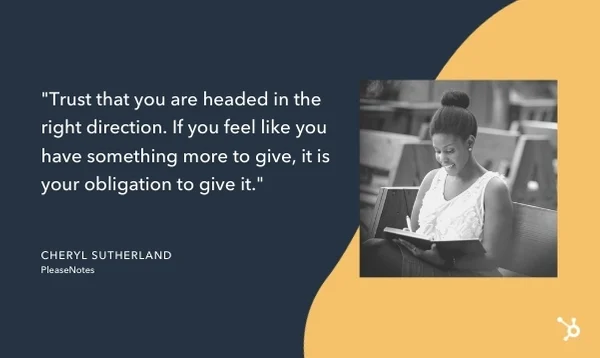 "Trust that you are headed in the
right direction. If you feel like you
have something more to give, it is
your obligation to give it."
CHERYL SUTHERLAND
PleaseNotes